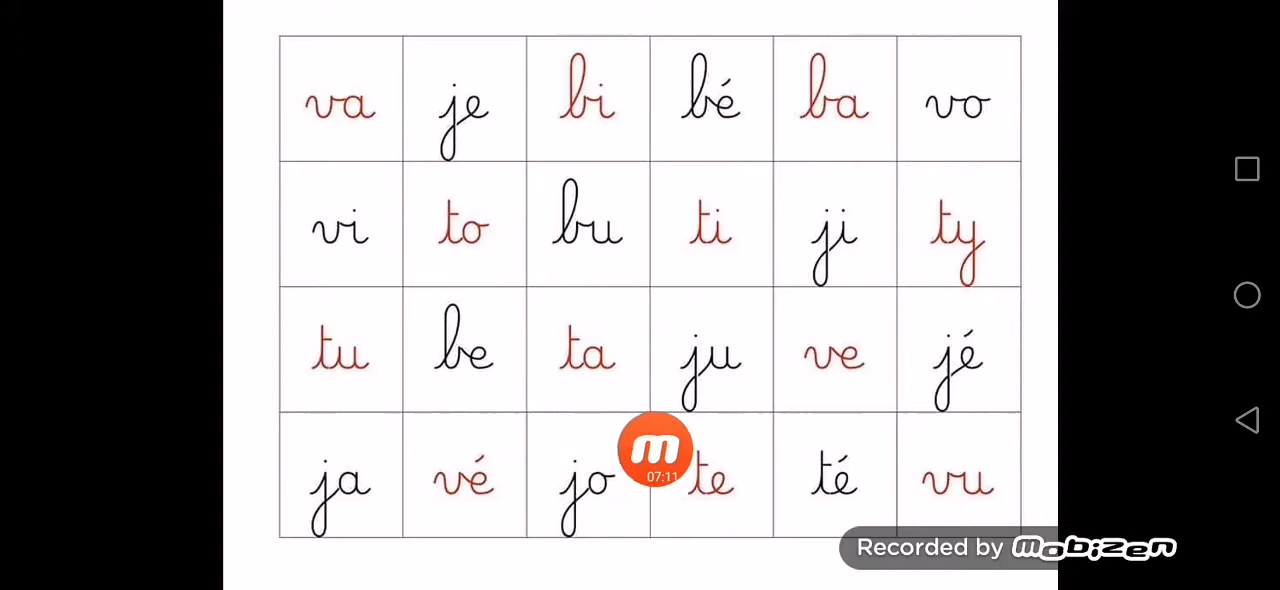 va je bi bé ba vo
vi to bu ti ji ty
tu be ta ju ve jé
ja vé jo te té vu
m
07:11
Recorded by mobizen